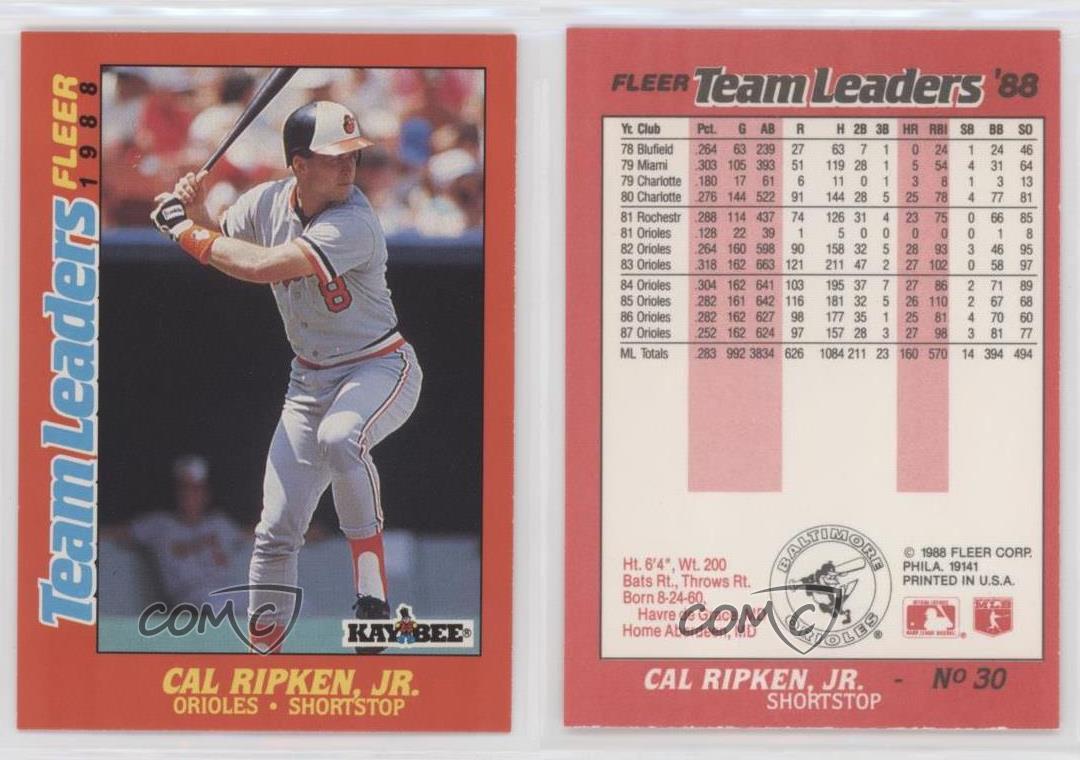 Team Leaders FLEER
1988
8
KAY BEE®
CAL RIPKEN, JR.
ORIOLES • SHORTSTOP
COMC
FLEER Team Leaders '88
Yr. Club Pct. G AB R H 2B 3B HR RBI SB BB SO
78 Blufield .264 63 239 27 63 7 1 0 24 1 24 46
79 Miami .303 105 393 51 119 28 1 5 54 4 31 64
79 Charlotte .180 17 61 6 11 0 1 3 8 1 3 13
80 Charlotte .276 144 522 91 144 28 5 25 78 4 77 81
81 Rochestr .288 114 437 74 126 31 4 23 75 0 66 85
81 Orioles .128 22 39 1 5 0 0 0 0 0 1 8
82 Orioles .264 160 598 90 158 32 5 28 93 3 46 95
83 Orioles .318 162 663 121 211 47 2 27 102 0 58 97
84 Orioles .304 162 641 103 195 37 7 27 86 2 71 89
85 Orioles .282 161 642 116 181 32 5 26 110 2 67 68
86 Orioles .282 162 627 98 177 35 1 25 81 4 70 60
87 Orioles .252 162 624 97 157 28 3 27 98 3 81 77
ML Totals .283 992 3834 626 1084 211 23 160 570 14 394 494
Ht. 6'4", Wt. 200
Bats Rt., Throws Rt.
Born 8-24-60,
Havre de Grace, MD
Home Aberdeen, MD
BALTIMORE
ORIOLES®
© 1988 FLEER CORP.
PHILA. 19141
PRINTED IN U.S.A.
COMC
CAL RIPKEN, JR. - No 30
SHORTSTOP